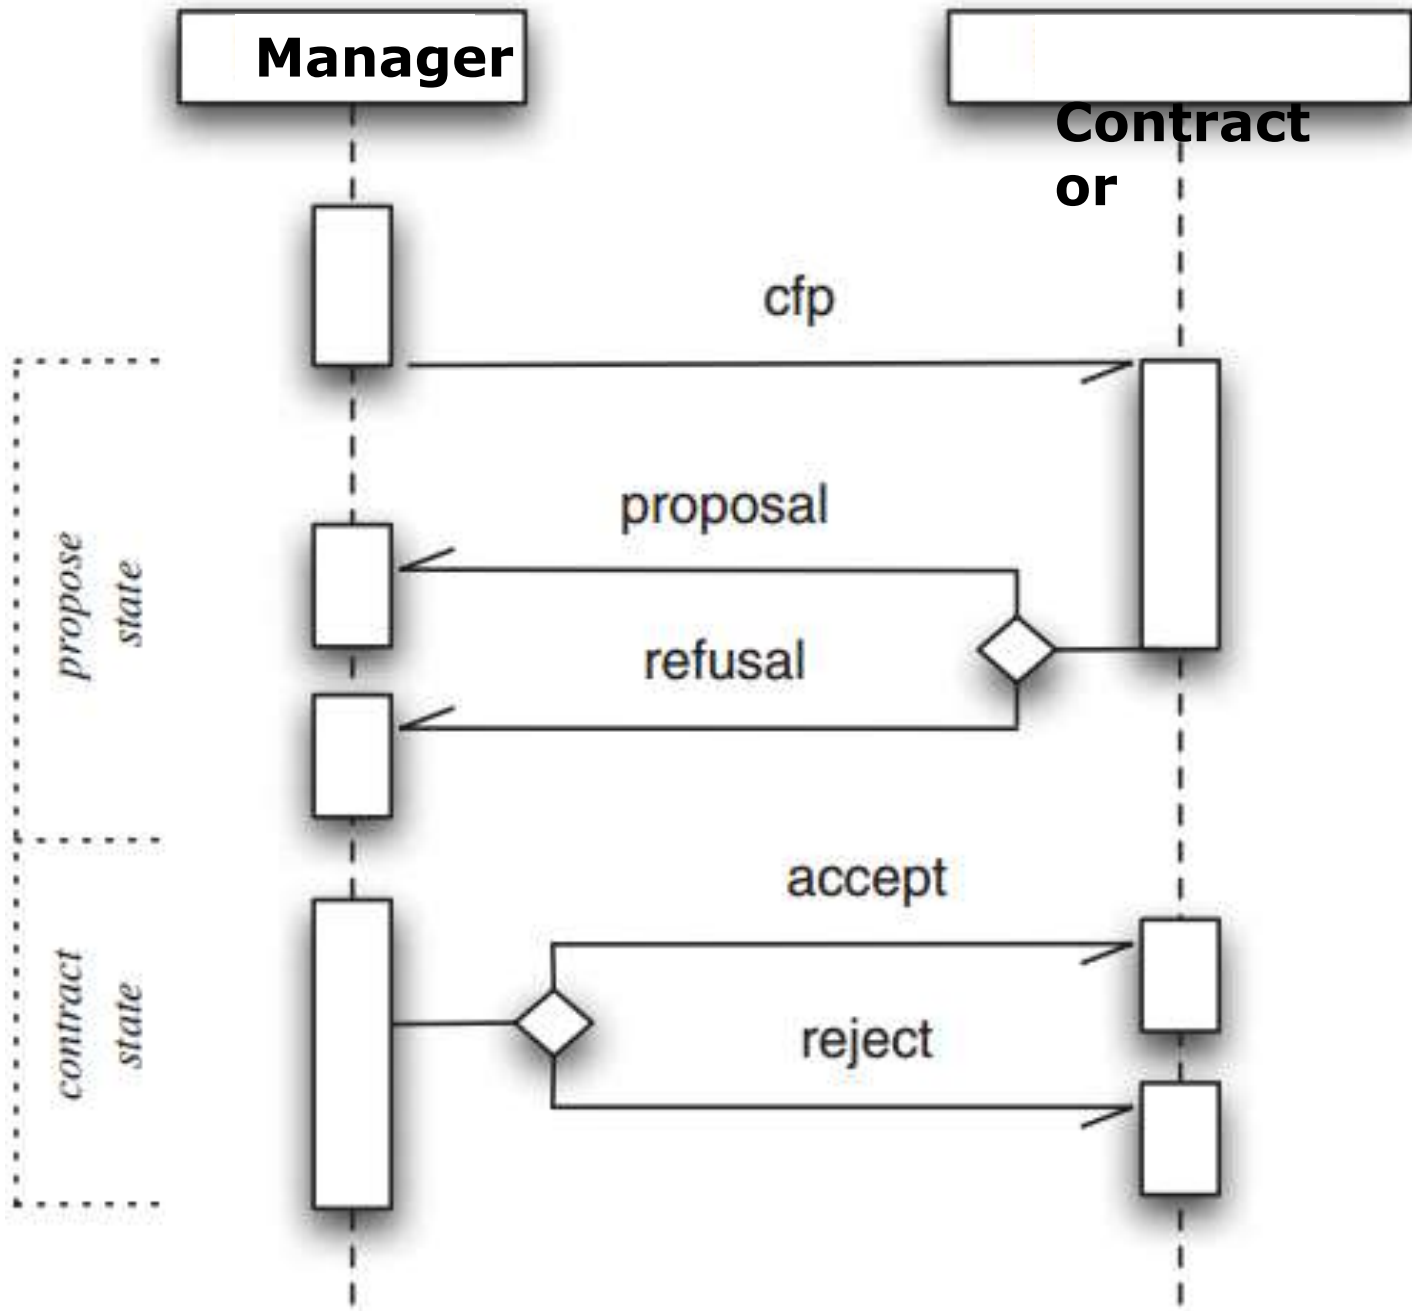 Manager
Contract
or
cfp
proposal
propose
state
refusal
accept
contract
state
reject